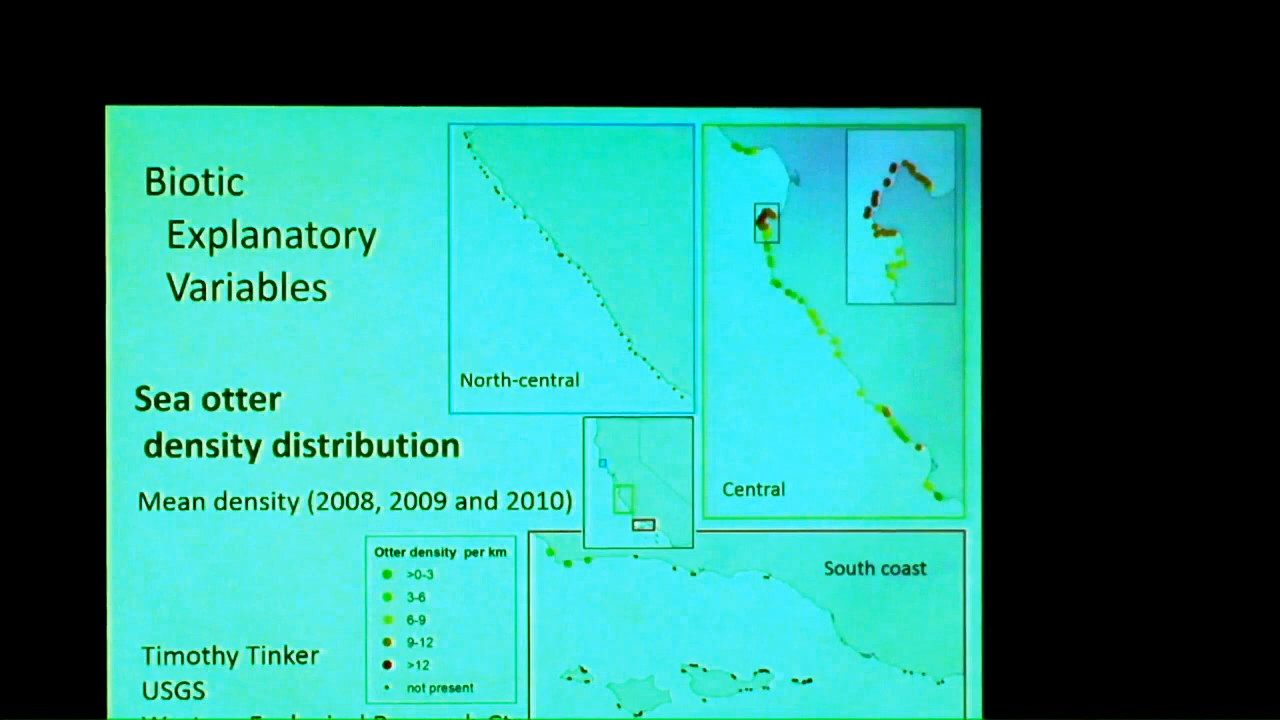 Biotic
Explanatory
Variables
Sea otter
density distribution
Mean density (2008, 2009 and 2010)
North-central
Central
South coast
Otter density per km
>0-3
3-6
6-9
9-12
>12
not present
Timothy Tinker
USGS